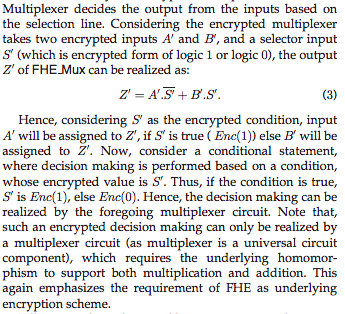 Multiplexer decides the output from the inputs based on
the selection line. Considering the encrypted multiplexer
takes two encrypted inputs A′ and B′, and a selector input
S′ (which is encrypted form of logic 1 or logic 0), the output
Z′ of FHE_Mux can be realized as:
Z′ = A′.S̅′ + B′.S′. (3)
Hence, considering S′ as the encrypted condition, input
A′ will be assigned to Z′, if S′ is true ( Enc(1)) else B′ will be
assigned to Z′. Now, consider a conditional statement,
where decision making is performed based on a condition,
whose encrypted value is S′. Thus, if the condition is true,
S′ is Enc(1), else Enc(0). Hence, the decision making can be
realized by the foregoing multiplexer circuit. Note that,
such an encrypted decision making can only be realized by
a multiplexer circuit (as multiplexer is a universal circuit
component), which requires the underlying homomor-
phism to support both multiplication and addition. This
again emphasizes the requirement of FHE as underlying
encryption scheme.